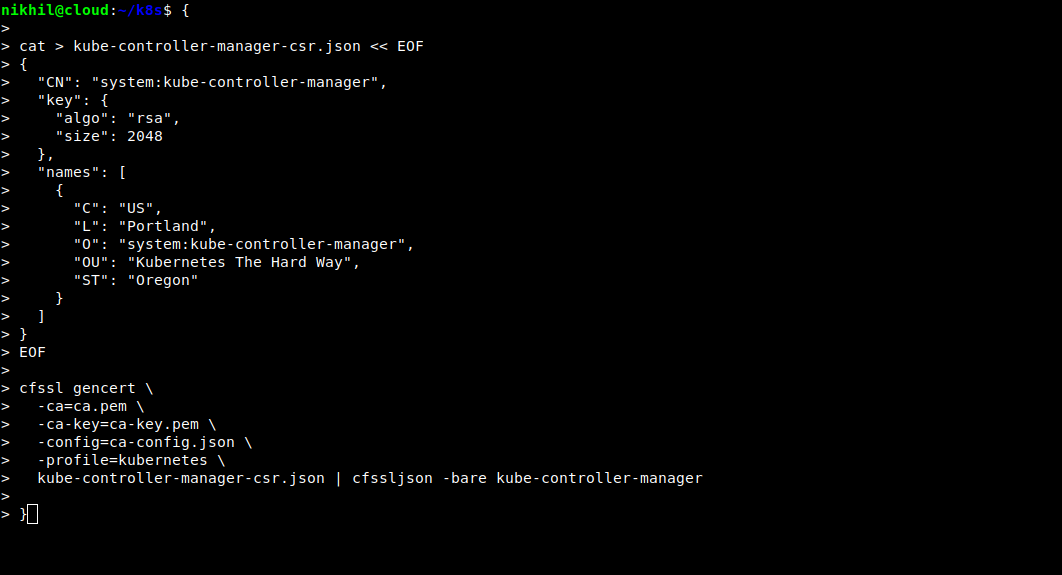 nikhil@cloud:~/k8s$ {
>
> cat > kube-controller-manager-csr.json << EOF
> {
>   "CN": "system:kube-controller-manager",
>   "key": {
>     "algo": "rsa",
>     "size": 2048
>   },
>   "names": [
>     {
>       "C": "US",
>       "L": "Portland",
>       "O": "system:kube-controller-manager",
>       "OU": "Kubernetes The Hard Way",
>       "ST": "Oregon"
>     }
>   ]
> }
> EOF
>
> cfssl gencert \
>   -ca=ca.pem \
>   -ca-key=ca-key.pem \
>   -config=ca-config.json \
>   -profile=kubernetes \
>   kube-controller-manager-csr.json | cfssljson -bare kube-controller-manager
>
> }